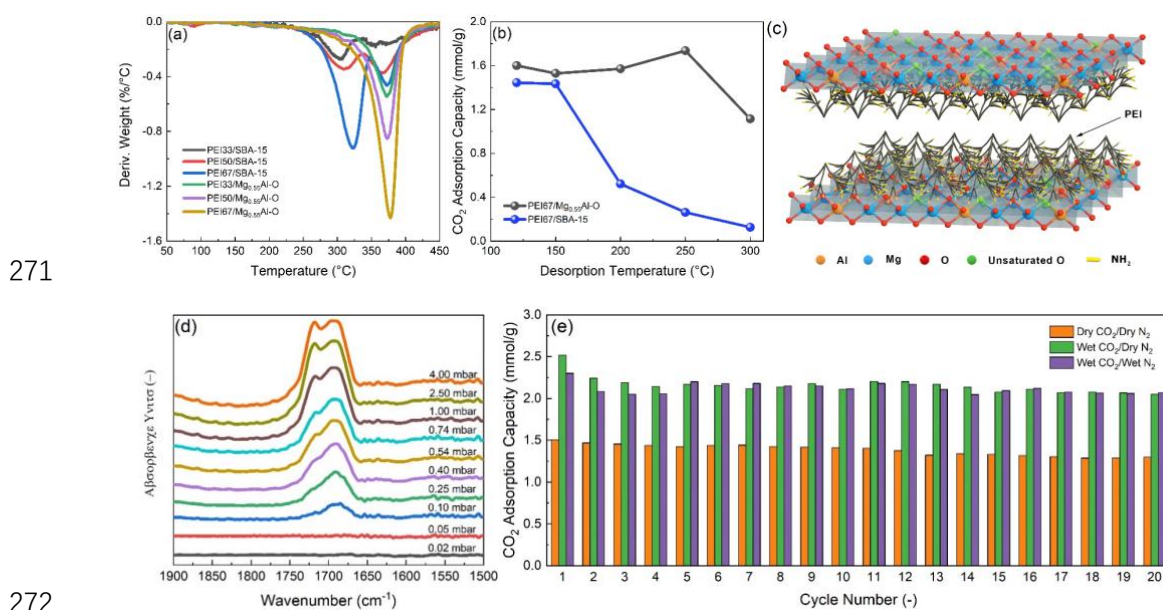 (a)
Deriv. Weight (%/°C)
0.0
-0.4
-0.8
-1.2
-1.6
PEI33/SBA-15
PEI50/SBA-15
PEI67/SBA-15
PEI33/Mg0.55Al-O
PEI50/Mg0.55Al-O
PEI67/Mg0.55Al-O
50 100 150 200 250 300 350 400 450
Temperature (°C)
(b)
CO2 Adsorption Capacity (mmol/g)
2.0
1.6
1.2
0.8
0.4
0.0
PEI67/Mg0.55Al-O
PEI67/SBA-15
100 150 200 250 300
Desorption Temperature (°C)
(c)
PEI
Al Mg O Unsaturated O NH2
271
(d)
Αβσορβενχε Υνιτσ (–)
4.00 mbar
2.50 mbar
1.00 mbar
0.74 mbar
0.54 mbar
0.40 mbar
0.25 mbar
0.10 mbar
0.05 mbar
0.02 mbar
1900 1850 1800 1750 1700 1650 1600 1550 1500
Wavenumber (cm-1)
(e)
CO2 Adsorption Capacity (mmol/g)
3.0
2.5
2.0
1.5
1.0
0.5
0.0
Dry CO2/Dry N2
Wet CO2/Dry N2
Wet CO2/Wet N2
1 2 3 4 5 6 7 8 9 10 11 12 13 14 15 16 17 18 19 20
Cycle Number (-)
272